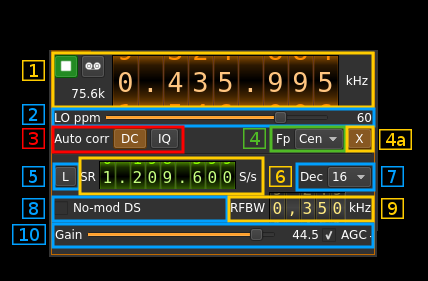 1 0.435.995 kHz
75.6k
2 LO ppm 60
3 Auto corr DC IQ 4 Fp Cen X 4a
5 L SR 1.209.600 S/s 6 Dec 16 7
8 No-mod DS RFBW 0,350 kHz 9
10 Gain 44.5 ✓ AGC